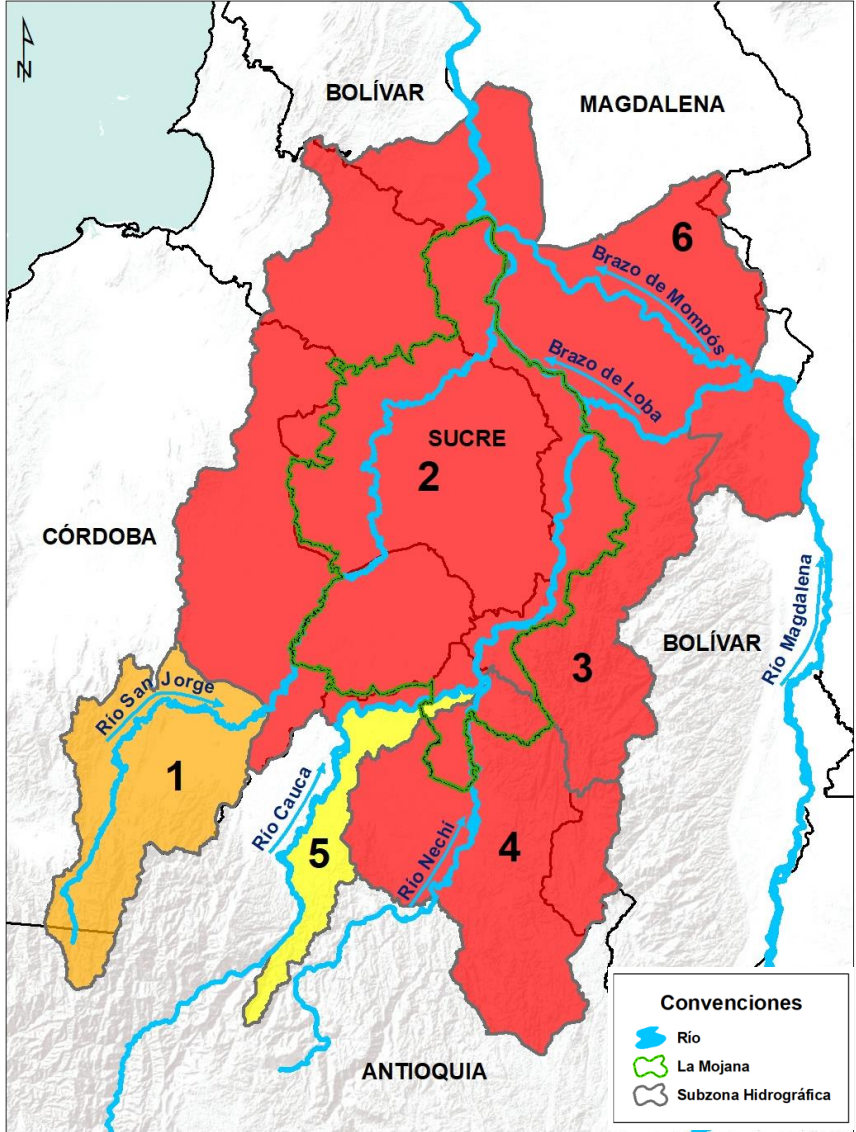 N
BOLÍVAR
MAGDALENA
6
Brazo de Mompós
Brazo de Loba
SUCRE
2
CÓRDOBA
BOLÍVAR
Río Magdalena
3
Río San Jorge
1
Río Cauca
5
Río Nechí
4
ANTIOQUIA
Convenciones
Río
La Mojana
Subzona Hidrográfica